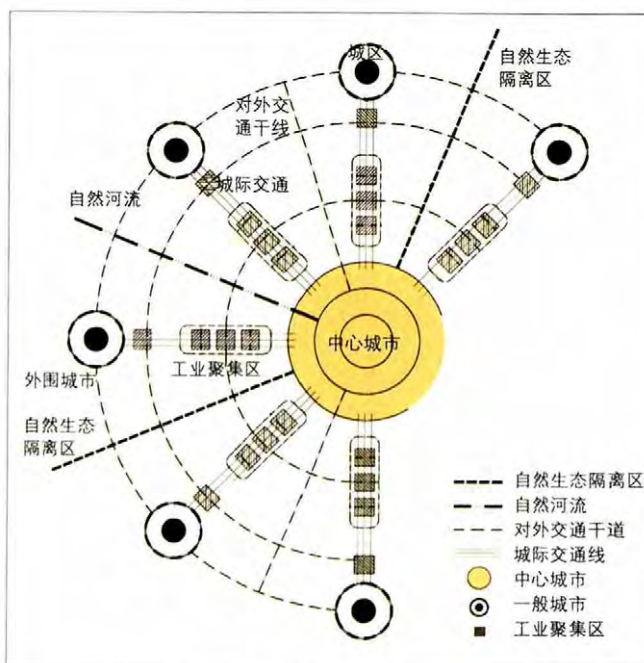 城区
自然生态
隔离区
对外交
通干线
城际交通
自然河流
中心城市
工业聚集区
外围城市
自然生态
隔离区
自然生态隔离区
自然河流
对外交通干道
城际交通线
中心城市
一般城市
工业聚集区